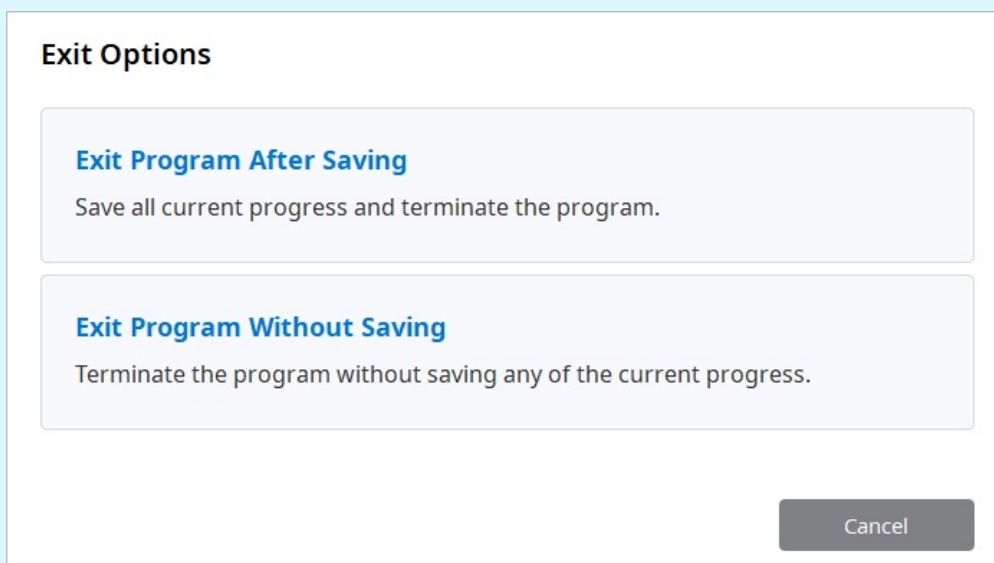 Exit Options
Exit Program After Saving
Save all current progress and terminate the program.
Exit Program Without Saving
Terminate the program without saving any of the current progress.
Cancel